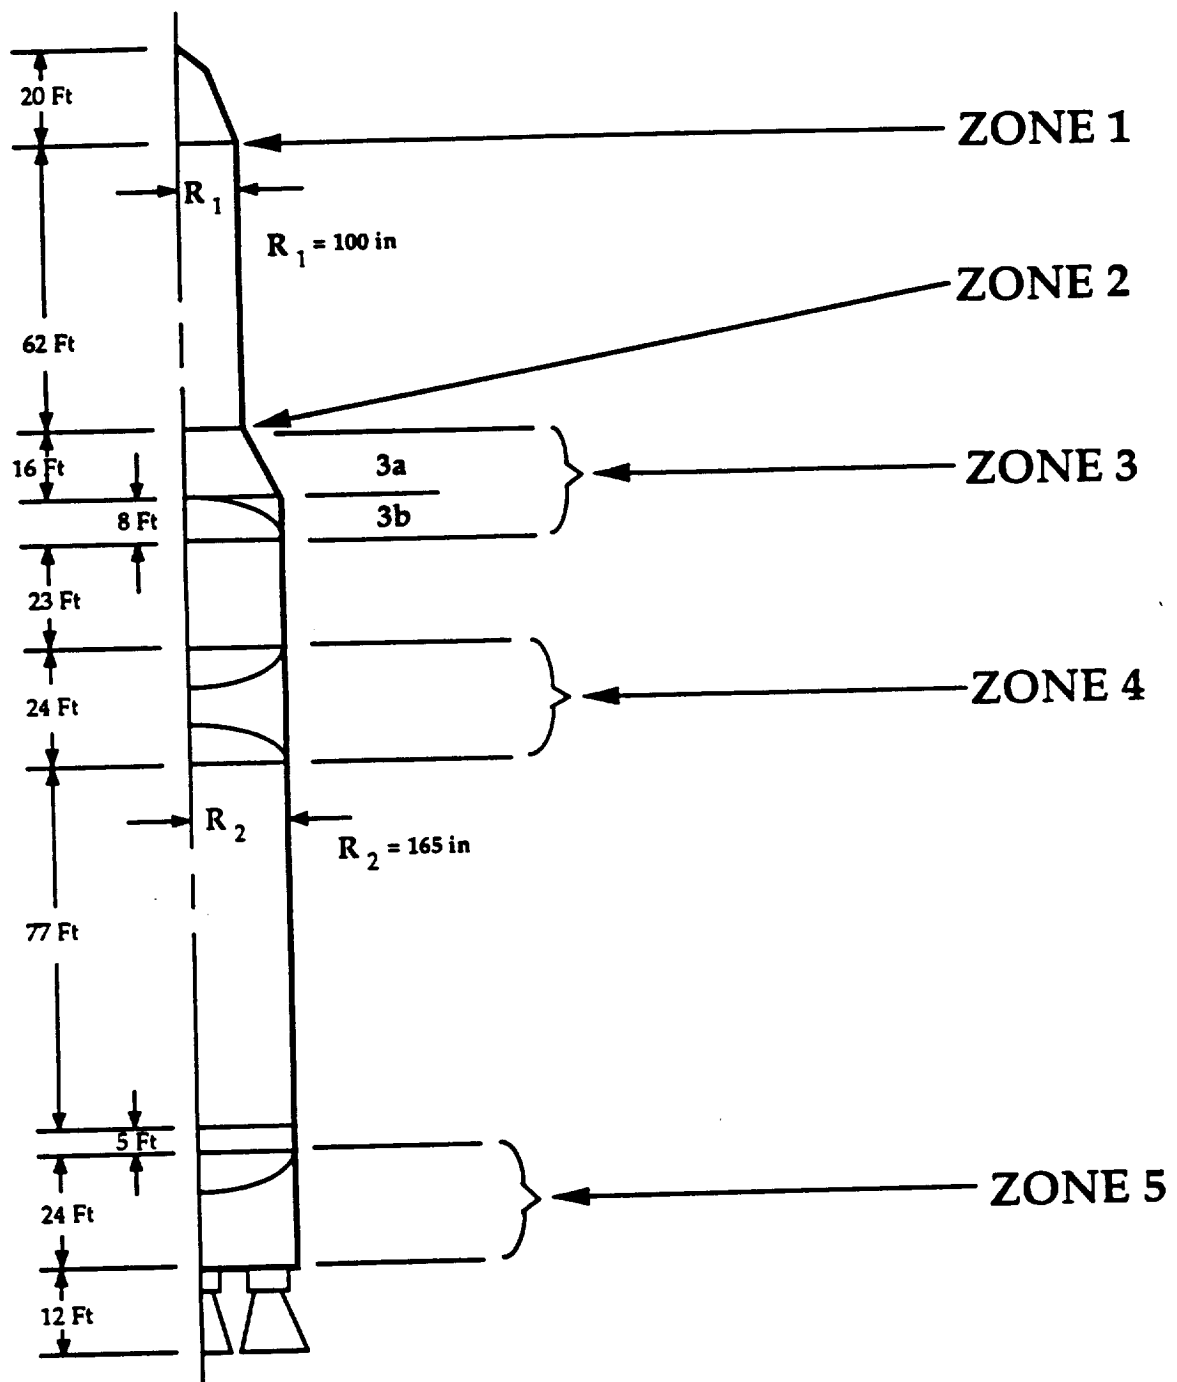 20 Ft
ZONE 1
R 1
R 1 = 100 in
ZONE 2
62 Ft
16 Ft
3a
ZONE 3
8 Ft
3b
23 Ft
24 Ft
ZONE 4
R 2
R 2 = 165 in
77 Ft
5 Ft
24 Ft
ZONE 5
12 Ft